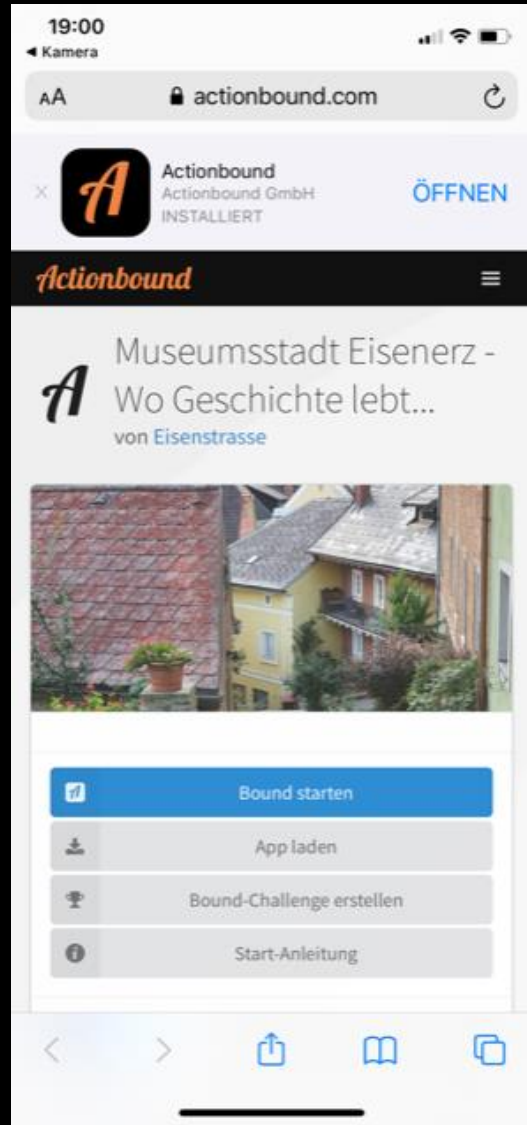 19:00
◀ Kamera
AA actionbound.com
Actionbound
Actionbound GmbH
INSTALLIERT
ÖFFNEN
Actionbound
Museumsstadt Eisenerz -
Wo Geschichte lebt...
von Eisenstrasse
Bound starten
App laden
Bound-Challenge erstellen
Start-Anleitung